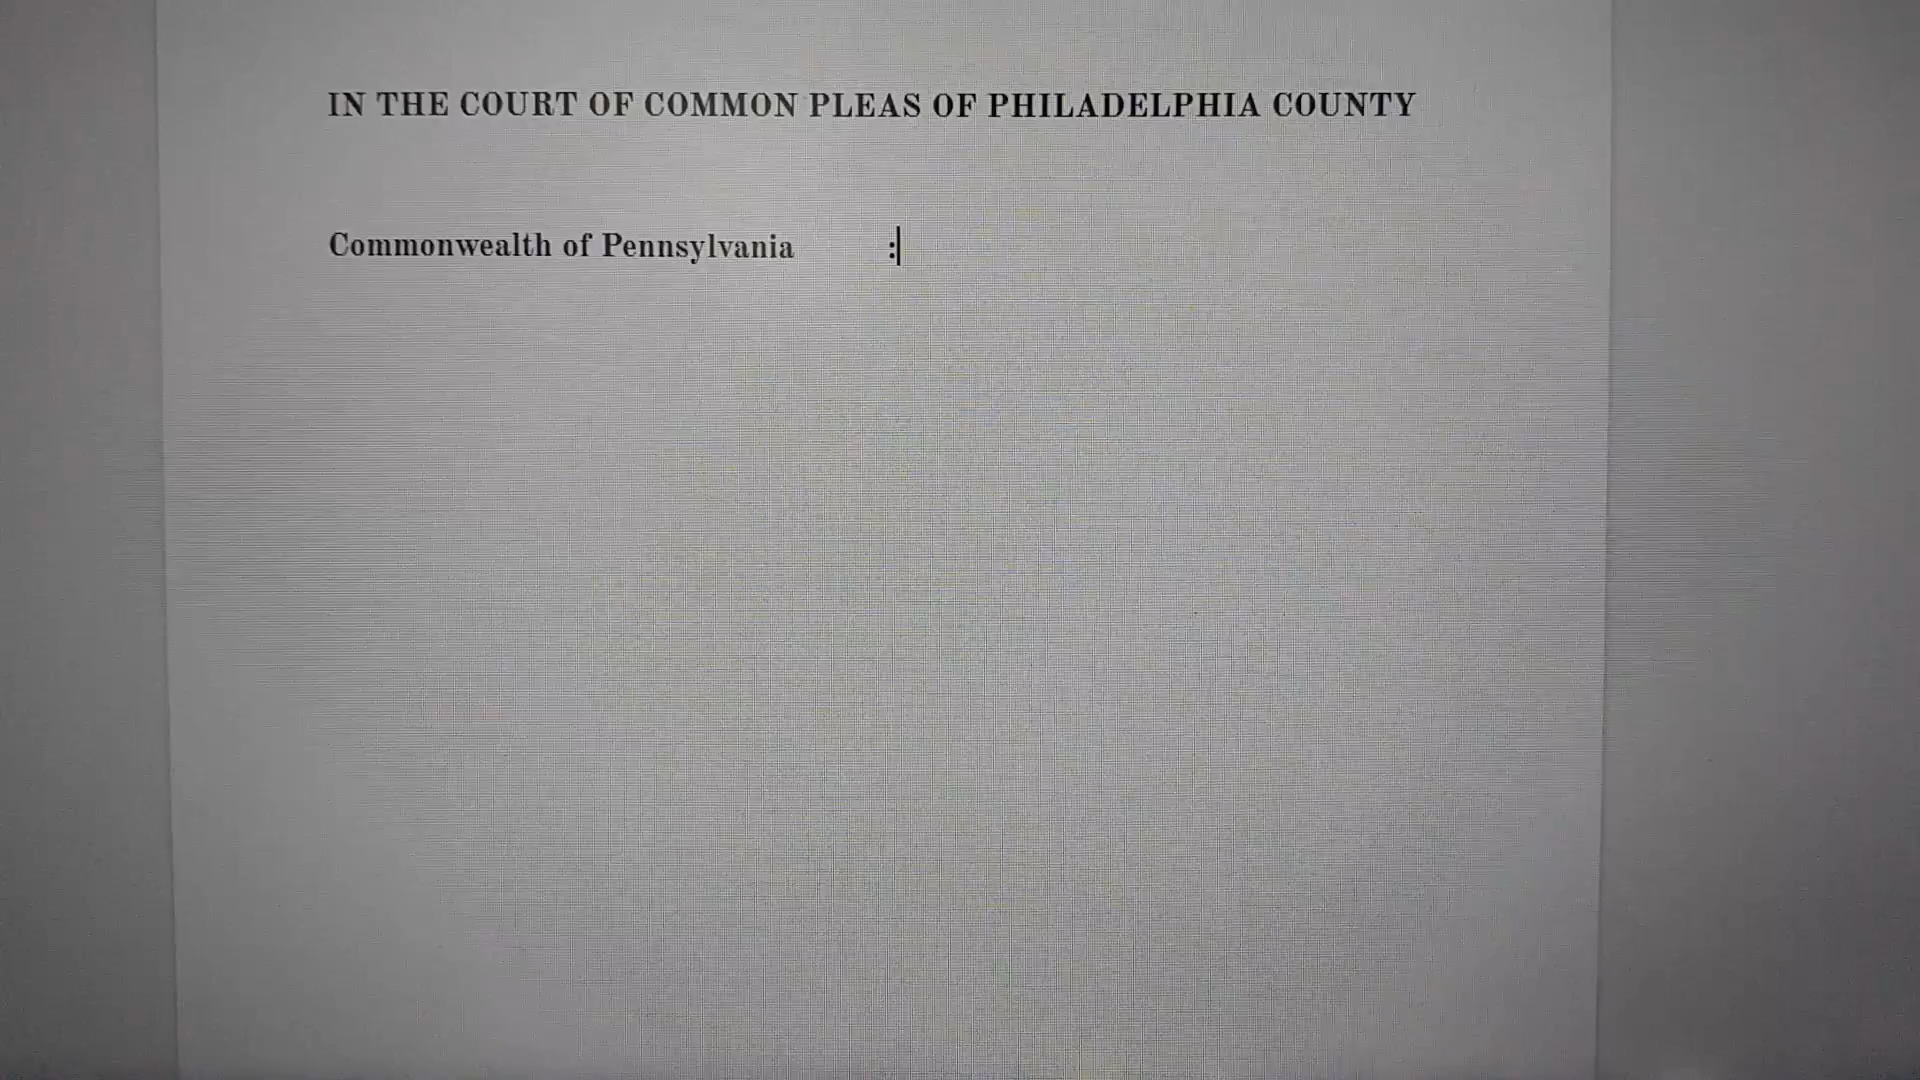 IN THE COURT OF COMMON PLEAS OF PHILADELPHIA COUNTY
Commonwealth of Pennsylvania :